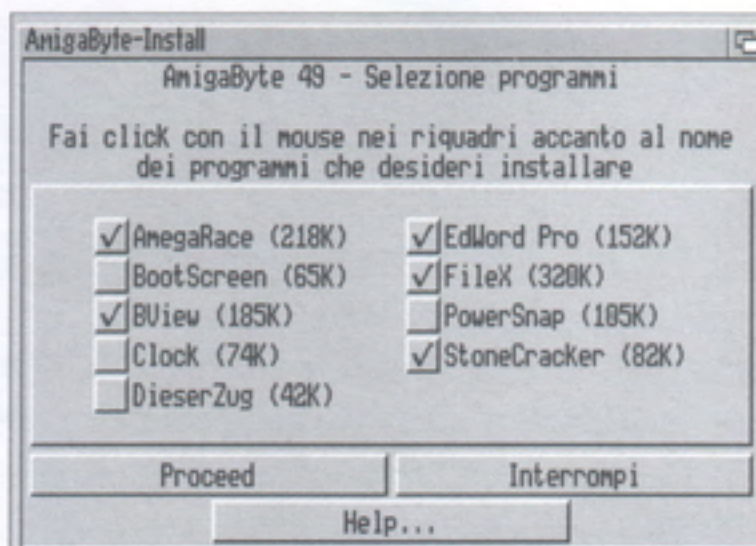 AmigaByte-Install
AmigaByte 49 - Selezione programmi
Fai click con il mouse nei riquadri accanto al nome
dei programmi che desideri installare
AmegaRace (218K)
EdWord Pro (152K)
BootScreen (65K)
FileX (320K)
BView (185K)
PowerSnap (105K)
Clock (74K)
StoneCracker (82K)
DieserZug (42K)
Proceed
Interrompi
Help...